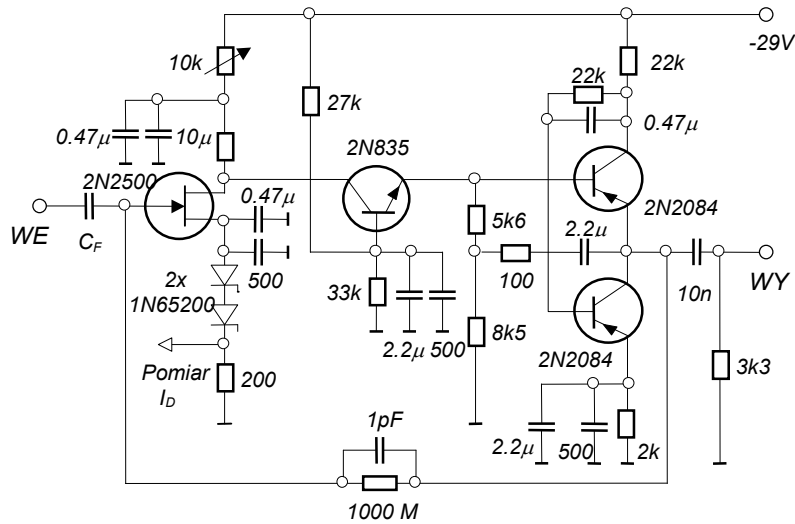 -29V
10k
22k
22k
27k
0.47µ
10µ
0.47µ
2N835
2N2500
0.47µ
2N2084
WE
C_F
5k6
2.2µ
500
2x
1N65200
100
10n
WY
33k
8k5
2N2084
2.2µ 500
Pomiar
I_D
200
3k3
1pF
2.2µ
500
2k
1000 M